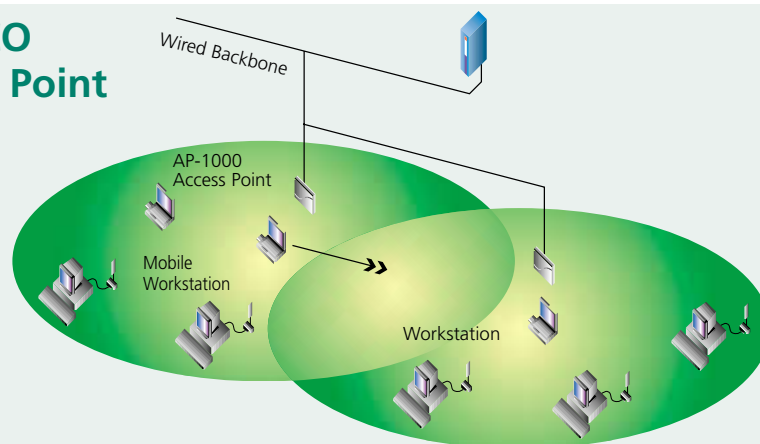 O
Point
Wired Backbone
AP-1000
Access Point
Mobile
Workstation
Workstation